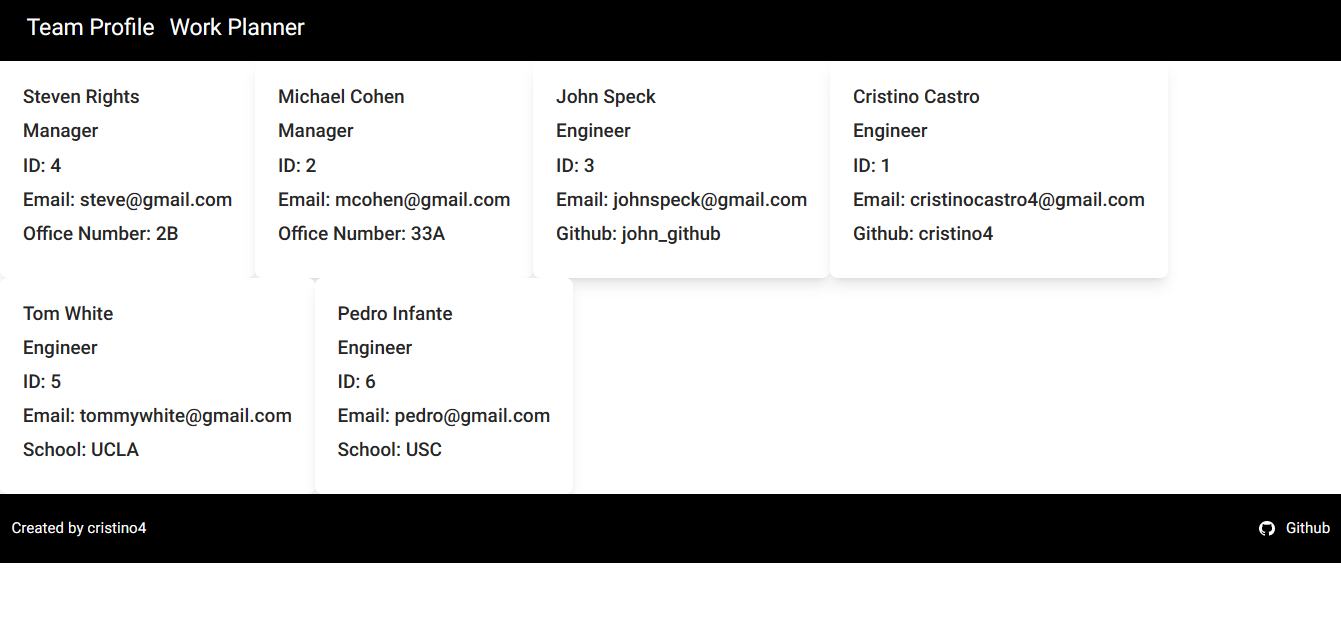 Team Profile Work Planner
Steven Rights
Manager
ID: 4
Email: steve@gmail.com
Office Number: 2B
Michael Cohen
Manager
ID: 2
Email: mcohen@gmail.com
Office Number: 33A
John Speck
Engineer
ID: 3
Email: johnspeck@gmail.com
Github: john_github
Cristino Castro
Engineer
ID: 1
Email: cristinocastro4@gmail.com
Github: cristino4
Tom White
Engineer
ID: 5
Email: tommywhite@gmail.com
School: UCLA
Pedro Infante
Engineer
ID: 6
Email: pedro@gmail.com
School: USC
Created by cristino4
Github